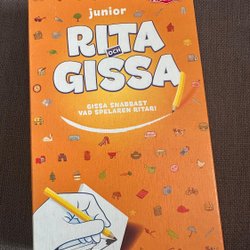 junior
RITA
OCH
GISSA
GISSA SNABBAST
VAD SPELAREN RITAR!